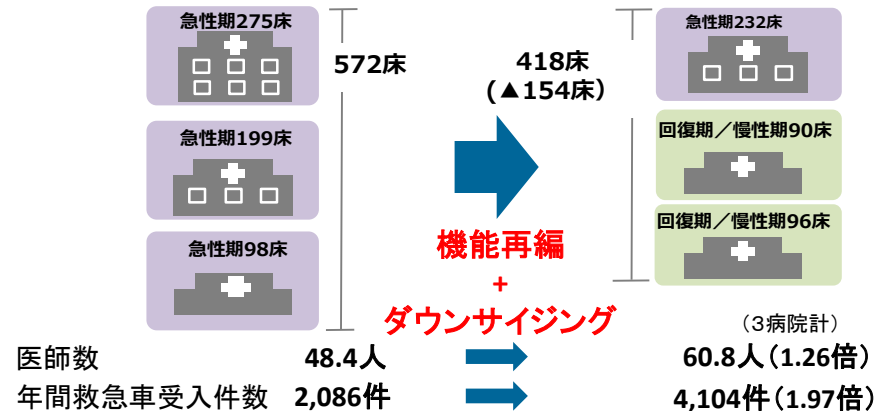 急性期275床
急性期199床
急性期98床
572床
418床
(▲154床)
機能再編
+
ダウンサイジング
急性期232床
回復期／慢性期90床
回復期／慢性期96床
（3病院計）
医師数 48.4人 60.8人（1.26倍）
年間救急車受入件数 2,086件 4,104件（1.97倍）